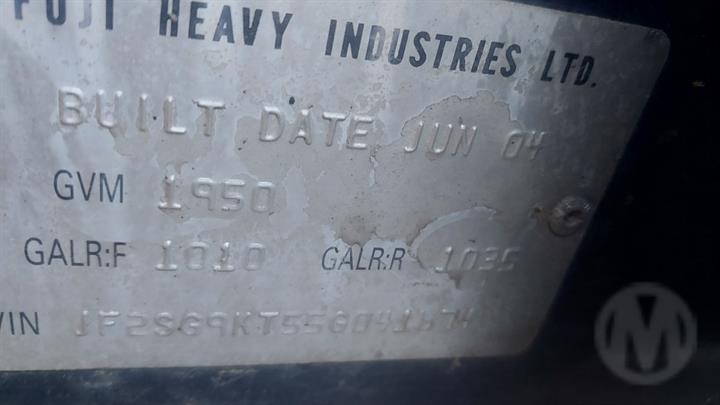 FUJI HEAVY INDUSTRIES LTD.
BUILT DATE JUN 04
GVM 1950
GALR:F 1010 GALR:R 1035
VIN
M